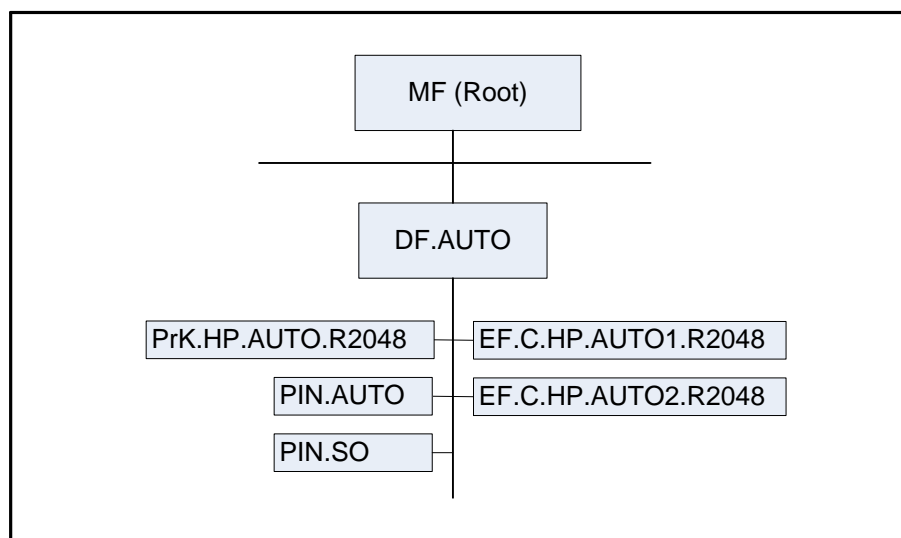 MF (Root)
DF.AUTO
PrK.HP.AUTO.R2048
EF.C.HP.AUTO1.R2048
PIN.AUTO
EF.C.HP.AUTO2.R2048
PIN.SO